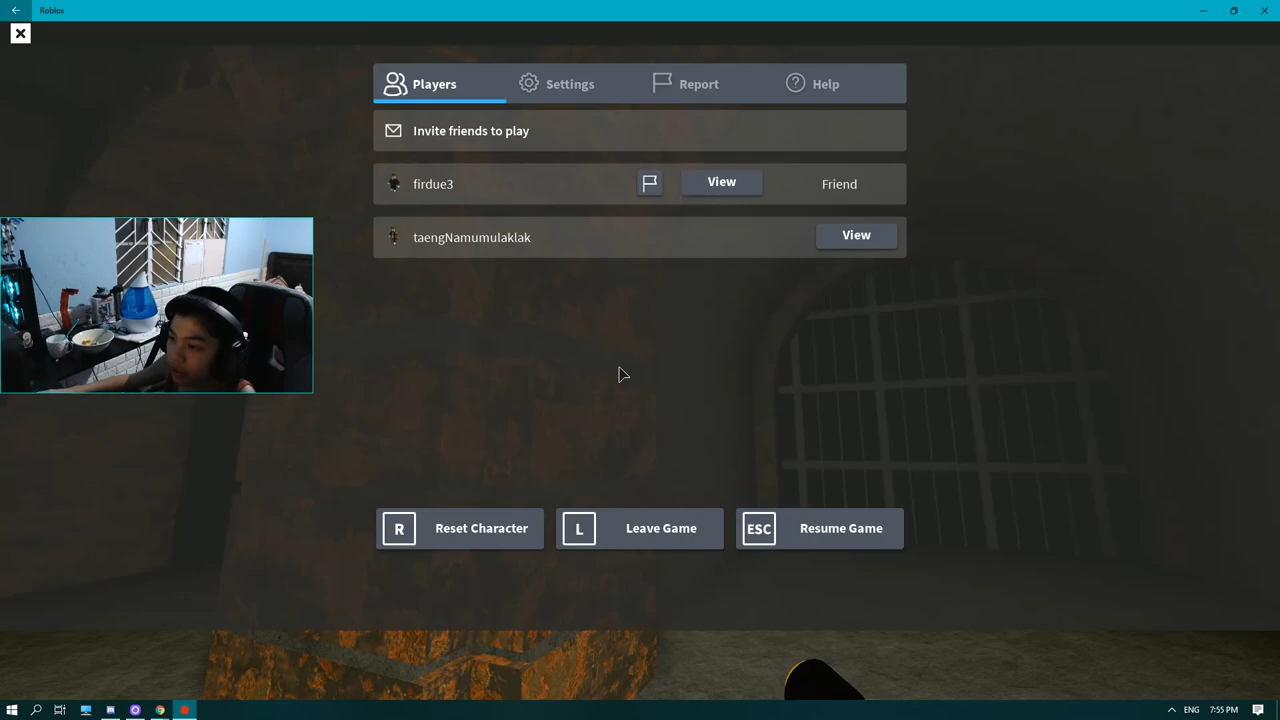 Roblox
Players
Settings
Report
Help
Invite friends to play
firdue3
View
Friend
taengNamumulaklak
View
R
Reset Character
L
Leave Game
ESC
Resume Game
ENG
7:55 PM